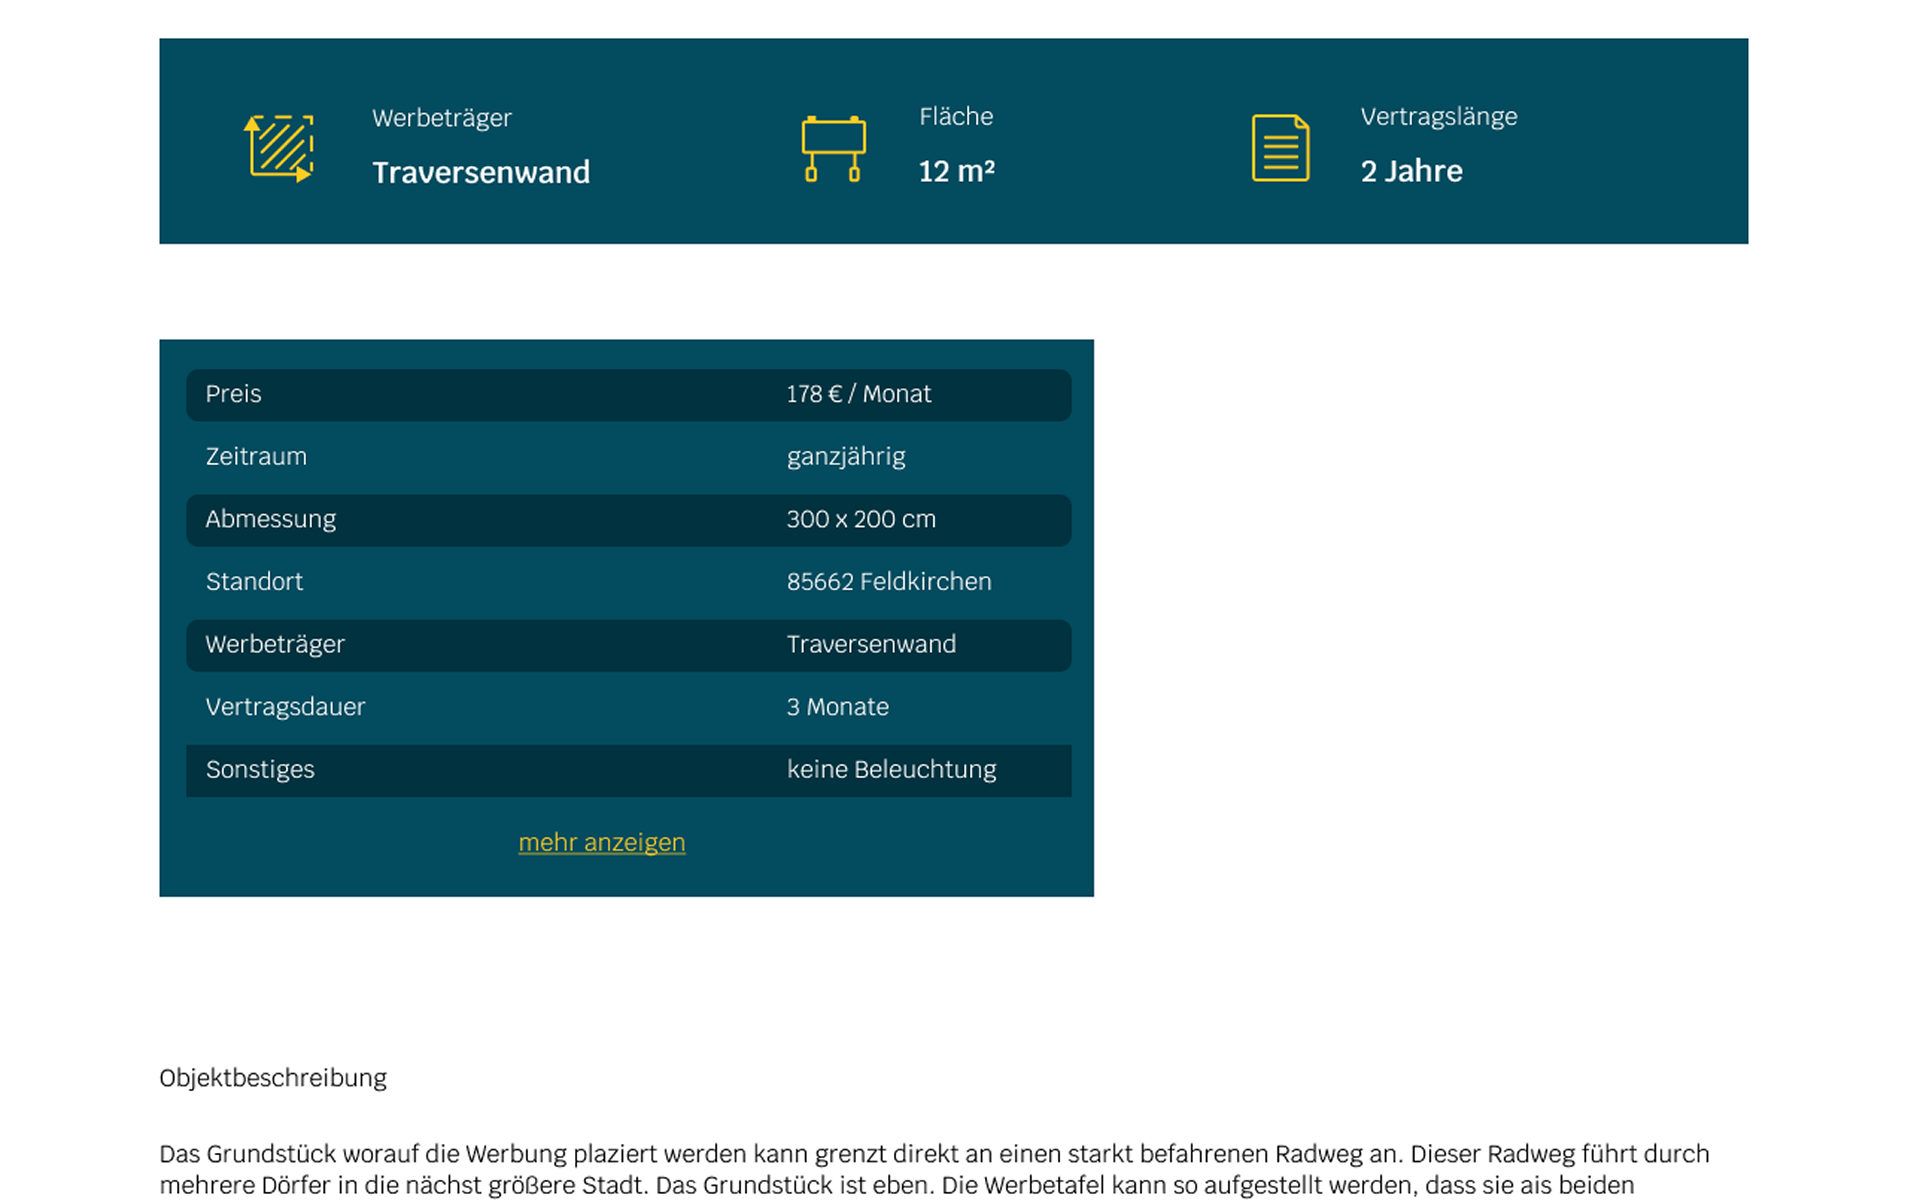 Werbeträger
Traversenwand
Fläche
12 m²
Vertragslänge
2 Jahre
Preis 178 € / Monat
Zeitraum ganzjährig
Abmessung 300 x 200 cm
Standort 85662 Feldkirchen
Werbeträger Traversenwand
Vertragsdauer 3 Monate
Sonstiges keine Beleuchtung
mehr anzeigen
Objektbeschreibung
Das Grundstück worauf die Werbung plaziert werden kann grenzt direkt an einen starkt befahrenen Radweg an. Dieser Radweg führt durch
mehrere Dörfer in die nächst größere Stadt. Das Grundstück ist eben. Die Werbetafel kann so aufgestellt werden, dass sie ais beiden